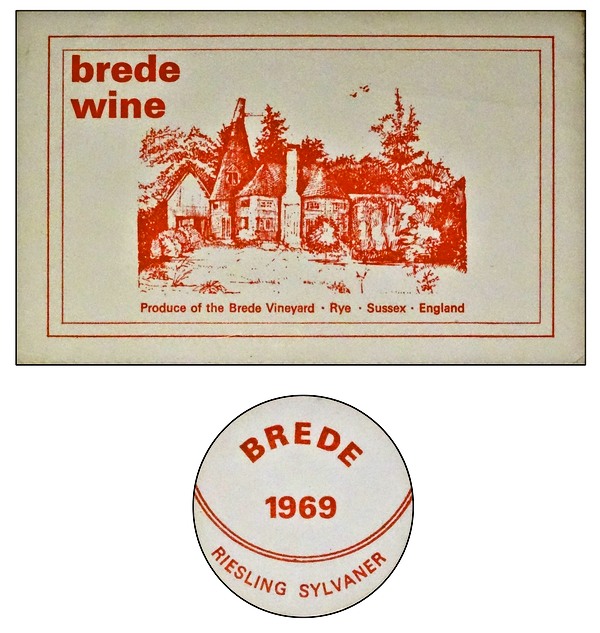 brede
wine
Produce of the Brede Vineyard · Rye · Sussex · England
BREDE
1969
RIESLING SYLVANER